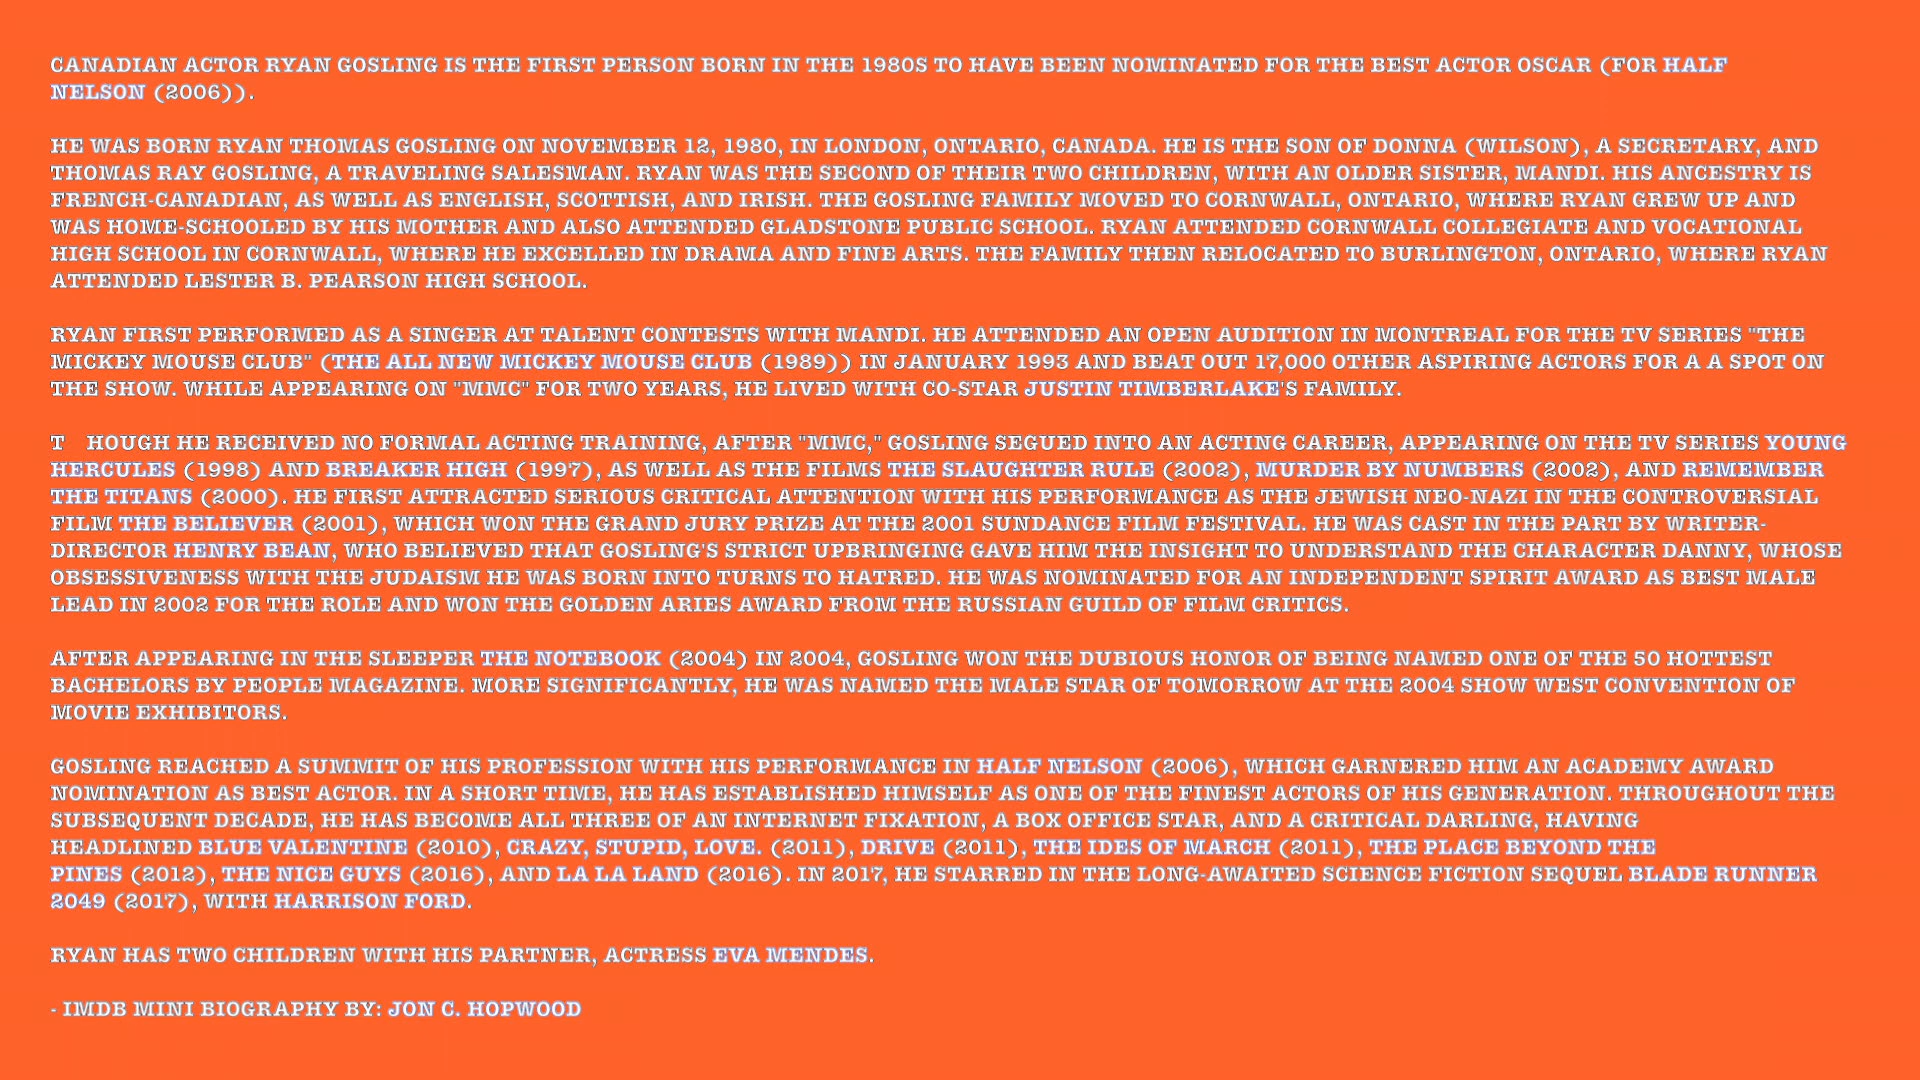 CANADIAN ACTOR RYAN GOSLING IS THE FIRST PERSON BORN IN THE 1980S TO HAVE BEEN NOMINATED FOR THE BEST ACTOR OSCAR (FOR HALF
NELSON (2006)).
HE WAS BORN RYAN THOMAS GOSLING ON NOVEMBER 12, 1980, IN LONDON, ONTARIO, CANADA. HE IS THE SON OF DONNA (WILSON), A SECRETARY, AND
THOMAS RAY GOSLING, A TRAVELING SALESMAN. RYAN WAS THE SECOND OF THEIR TWO CHILDREN, WITH AN OLDER SISTER, MANDI. HIS ANCESTRY IS
FRENCH-CANADIAN, AS WELL AS ENGLISH, SCOTTISH, AND IRISH. THE GOSLING FAMILY MOVED TO CORNWALL, ONTARIO, WHERE RYAN GREW UP AND
WAS HOME-SCHOOLED BY HIS MOTHER AND ALSO ATTENDED GLADSTONE PUBLIC SCHOOL. RYAN ATTENDED CORNWALL COLLEGIATE AND VOCATIONAL
HIGH SCHOOL IN CORNWALL, WHERE HE EXCELLED IN DRAMA AND FINE ARTS. THE FAMILY THEN RELOCATED TO BURLINGTON, ONTARIO, WHERE RYAN
ATTENDED LESTER B. PEARSON HIGH SCHOOL.
RYAN FIRST PERFORMED AS A SINGER AT TALENT CONTESTS WITH MANDI. HE ATTENDED AN OPEN AUDITION IN MONTREAL FOR THE TV SERIES "THE
MICKEY MOUSE CLUB" (THE ALL NEW MICKEY MOUSE CLUB (1989)) IN JANUARY 1993 AND BEAT OUT 17,000 OTHER ASPIRING ACTORS FOR A A SPOT ON
THE SHOW. WHILE APPEARING ON "MMC" FOR TWO YEARS, HE LIVED WITH CO-STAR JUSTIN TIMBERLAKE'S FAMILY.
T HOUGH HE RECEIVED NO FORMAL ACTING TRAINING, AFTER "MMC," GOSLING SEGUED INTO AN ACTING CAREER, APPEARING ON THE TV SERIES YOUNG
HERCULES (1998) AND BREAKER HIGH (1997), AS WELL AS THE FILMS THE SLAUGHTER RULE (2002), MURDER BY NUMBERS (2002), AND REMEMBER
THE TITANS (2000). HE FIRST ATTRACTED SERIOUS CRITICAL ATTENTION WITH HIS PERFORMANCE AS THE JEWISH NEO-NAZI IN THE CONTROVERSIAL
FILM THE BELIEVER (2001), WHICH WON THE GRAND JURY PRIZE AT THE 2001 SUNDANCE FILM FESTIVAL. HE WAS CAST IN THE PART BY WRITER-
DIRECTOR HENRY BEAN, WHO BELIEVED THAT GOSLING'S STRICT UPBRINGING GAVE HIM THE INSIGHT TO UNDERSTAND THE CHARACTER DANNY, WHOSE
OBSESSIVENESS WITH THE JUDAISM HE WAS BORN INTO TURNS TO HATRED. HE WAS NOMINATED FOR AN INDEPENDENT SPIRIT AWARD AS BEST MALE
LEAD IN 2002 FOR THE ROLE AND WON THE GOLDEN ARIES AWARD FROM THE RUSSIAN GUILD OF FILM CRITICS.
AFTER APPEARING IN THE SLEEPER THE NOTEBOOK (2004) IN 2004, GOSLING WON THE DUBIOUS HONOR OF BEING NAMED ONE OF THE 50 HOTTEST
BACHELORS BY PEOPLE MAGAZINE. MORE SIGNIFICANTLY, HE WAS NAMED THE MALE STAR OF TOMORROW AT THE 2004 SHOW WEST CONVENTION OF
MOVIE EXHIBITORS.
GOSLING REACHED A SUMMIT OF HIS PROFESSION WITH HIS PERFORMANCE IN HALF NELSON (2006), WHICH GARNERED HIM AN ACADEMY AWARD
NOMINATION AS BEST ACTOR. IN A SHORT TIME, HE HAS ESTABLISHED HIMSELF AS ONE OF THE FINEST ACTORS OF HIS GENERATION. THROUGHOUT THE
SUBSEQUENT DECADE, HE HAS BECOME ALL THREE OF AN INTERNET FIXATION, A BOX OFFICE STAR, AND A CRITICAL DARLING, HAVING
HEADLINED BLUE VALENTINE (2010), CRAZY, STUPID, LOVE. (2011), DRIVE (2011), THE IDES OF MARCH (2011), THE PLACE BEYOND THE
PINES (2012), THE NICE GUYS (2016), AND LA LA LAND (2016). IN 2017, HE STARRED IN THE LONG-AWAITED SCIENCE FICTION SEQUEL BLADE RUNNER
2049 (2017), WITH HARRISON FORD.
RYAN HAS TWO CHILDREN WITH HIS PARTNER, ACTRESS EVA MENDES.
- IMDB MINI BIOGRAPHY BY: JON C. HOPWOOD